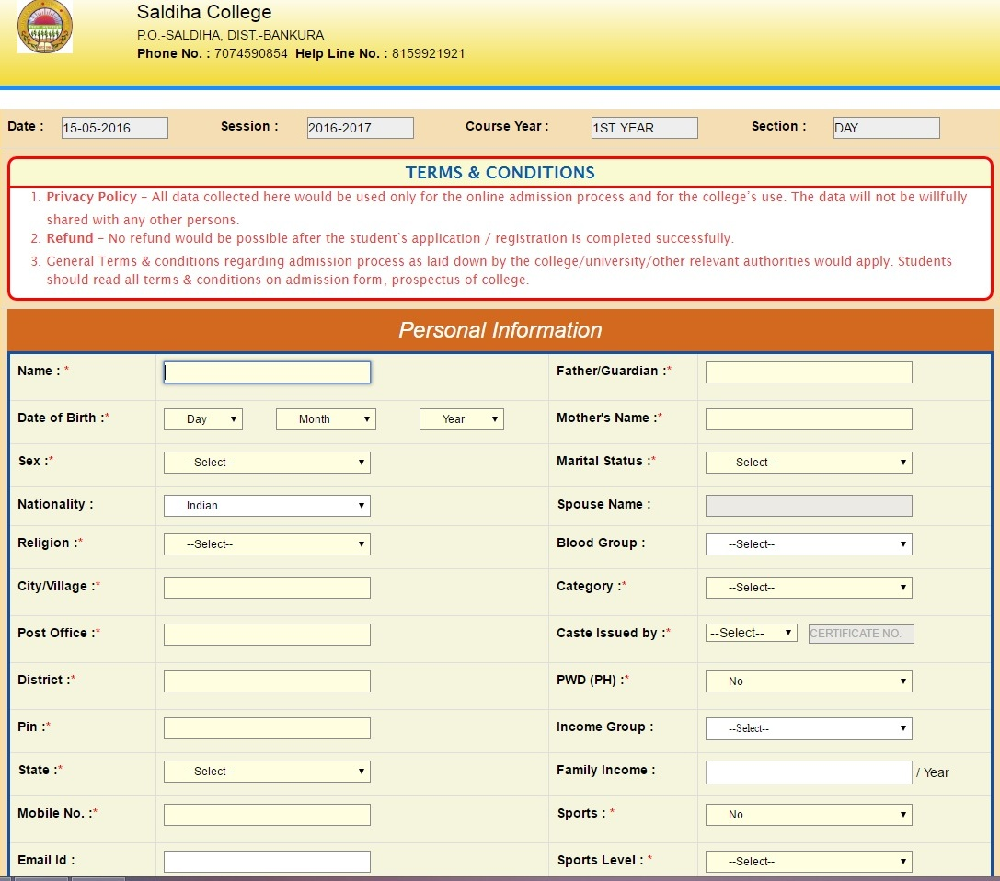 Saldiha College
P.O.-SALDIHA, DIST.-BANKURA
Phone No. : 7074590854 Help Line No. : 8159921921
Date : 15-05-2016 Session : 2016-2017 Course Year : 1ST YEAR Section : DAY
TERMS & CONDITIONS
1. Privacy Policy – All data collected here would be used only for the online admission process and for the college's use. The data will not be willfully
shared with any other persons.
2. Refund – No refund would be possible after the student's application / registration is completed successfully.
3. General Terms & conditions regarding admission process as laid down by the college/university/other relevant authorities would apply. Students
should read all terms & conditions on admission form, prospectus of college.
Personal Information
Name : * Father/Guardian :*
Date of Birth :* Day Month Year Mother's Name :*
Sex :* --Select-- Marital Status :* --Select--
Nationality : Indian Spouse Name :
Religion :* --Select-- Blood Group : --Select--
City/Village :* Category :* --Select--
Post Office :* Caste Issued by :* --Select-- CERTIFICATE NO.
District :* PWD (PH) :* No
Pin :* Income Group : --Select--
State :* --Select-- Family Income : / Year
Mobile No. :* Sports : * No
Email Id : Sports Level : * --Select--